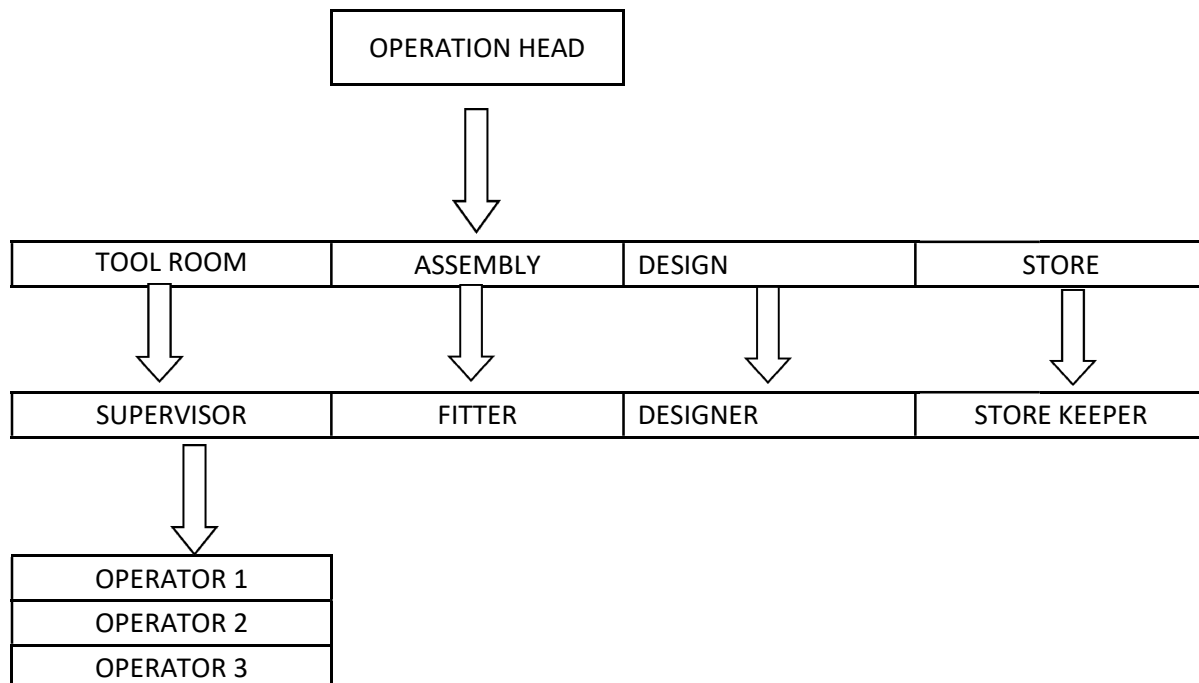 OPERATION HEAD
TOOL ROOM ASSEMBLY DESIGN STORE
SUPERVISOR FITTER DESIGNER STORE KEEPER
OPERATOR 1
OPERATOR 2
OPERATOR 3